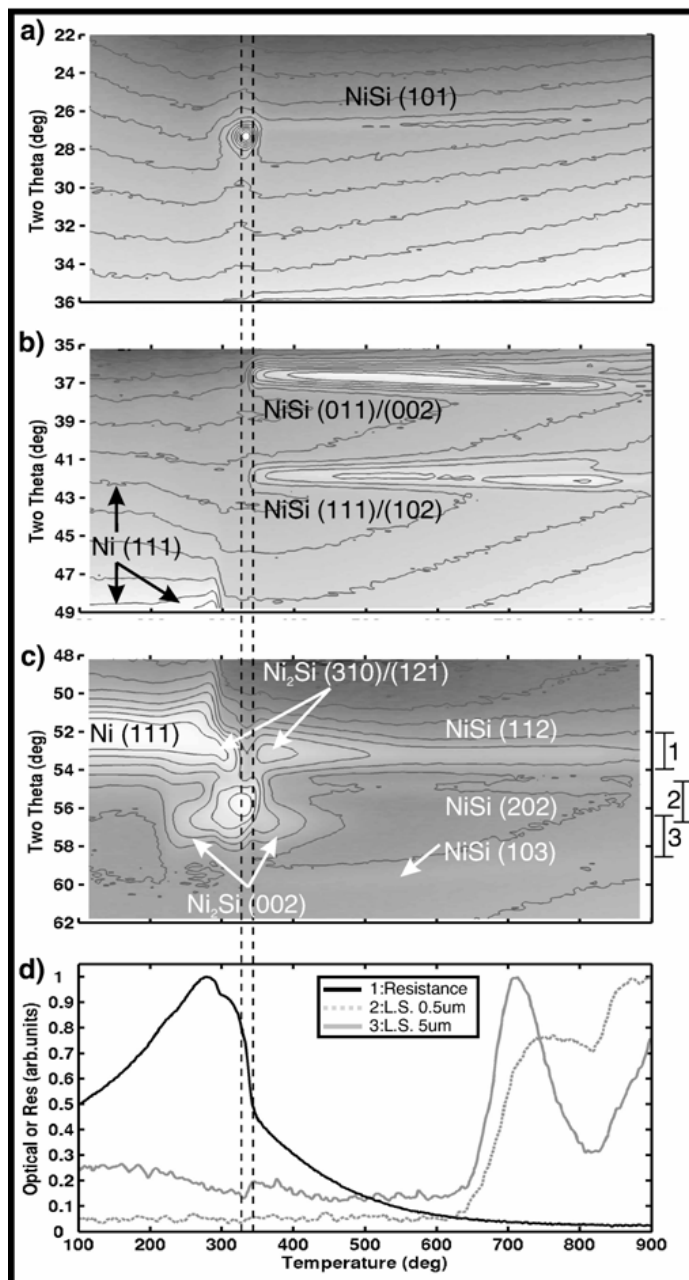 a)
22
24
26
28
30
32
34
36
Two Theta (deg)
NiSi (101)
b)
35
37
39
41
43
45
47
49
Two Theta (deg)
NiSi (011)/(002)
NiSi (111)/(102)
Ni (111)
c)
48
50
52
54
56
58
60
62
Two Theta (deg)
Ni₂Si (310)/(121)
Ni (111)
NiSi (112)
NiSi (202)
NiSi (103)
Ni₂Si (002)
1
2
3
d)
1
0.9
0.8
0.7
0.6
0.5
0.4
0.3
0.2
0.1
0
Optical or Res (arb.units)
1:Resistance
2:L.S. 0.5um
3:L.S. 5um
100 200 300 400 500 600 700 800 900
Temperature (deg)